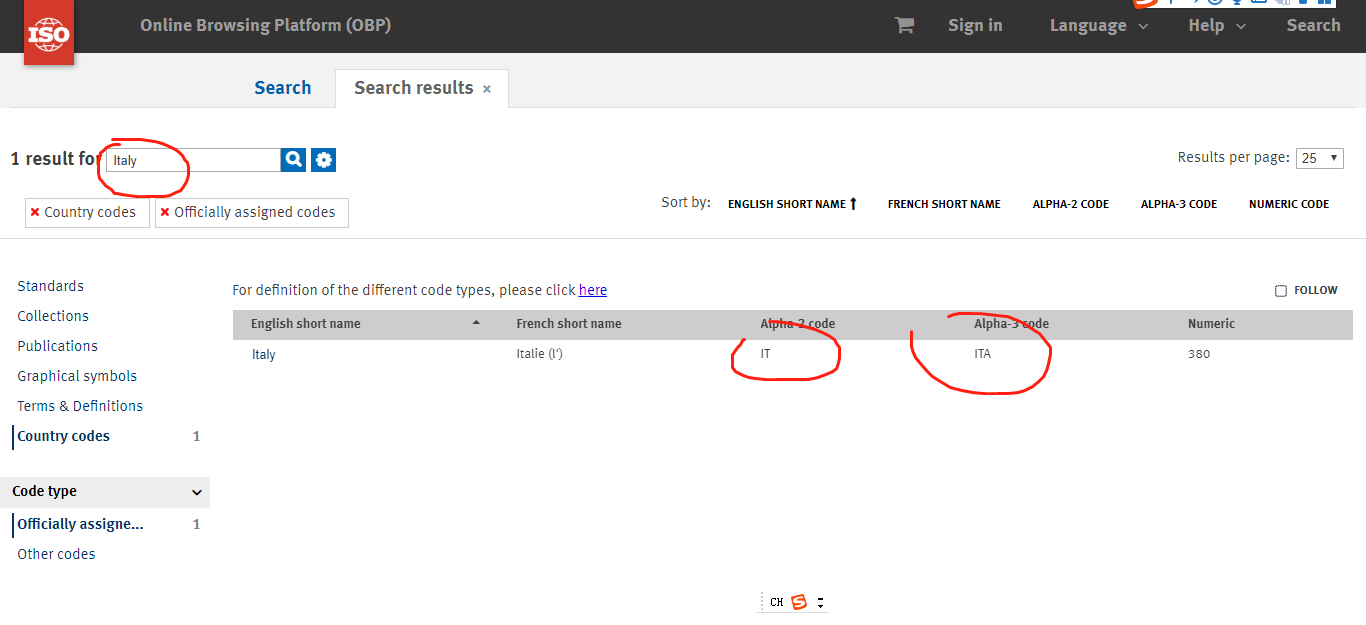 ISO
Online Browsing Platform (OBP)
Sign in
Language
Help
Search
Search
Search results ×
1 result for
Italy
Results per page: 25
Country codes
Officially assigned codes
Sort by: ENGLISH SHORT NAME FRENCH SHORT NAME ALPHA-2 CODE ALPHA-3 CODE NUMERIC CODE
Standards
Collections
Publications
Graphical symbols
Terms & Definitions
Country codes 1
Code type
Officially assigne... 1
Other codes
For definition of the different code types, please click here
FOLLOW
English short name French short name Alpha-2 code Alpha-3 code Numeric
Italy Italie (l') IT ITA 380
CH